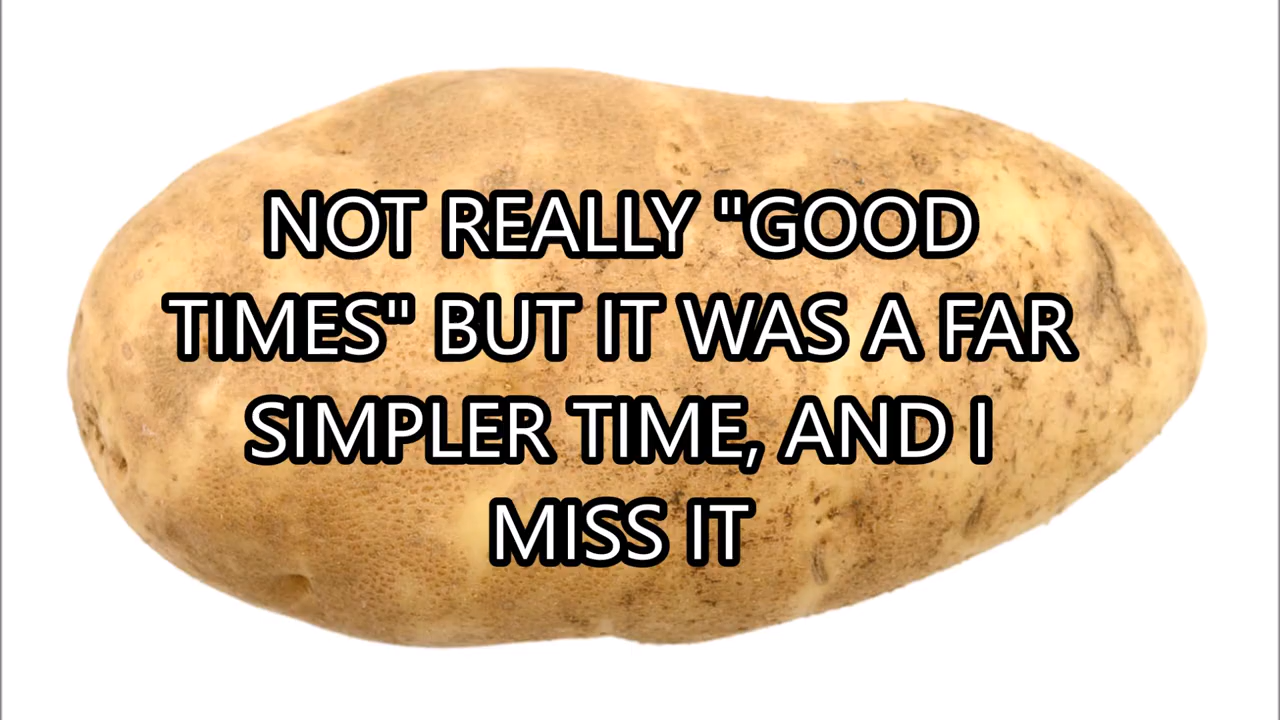 NOT REALLY "GOOD
TIMES" BUT IT WAS A FAR
SIMPLER TIME, AND I
MISS IT